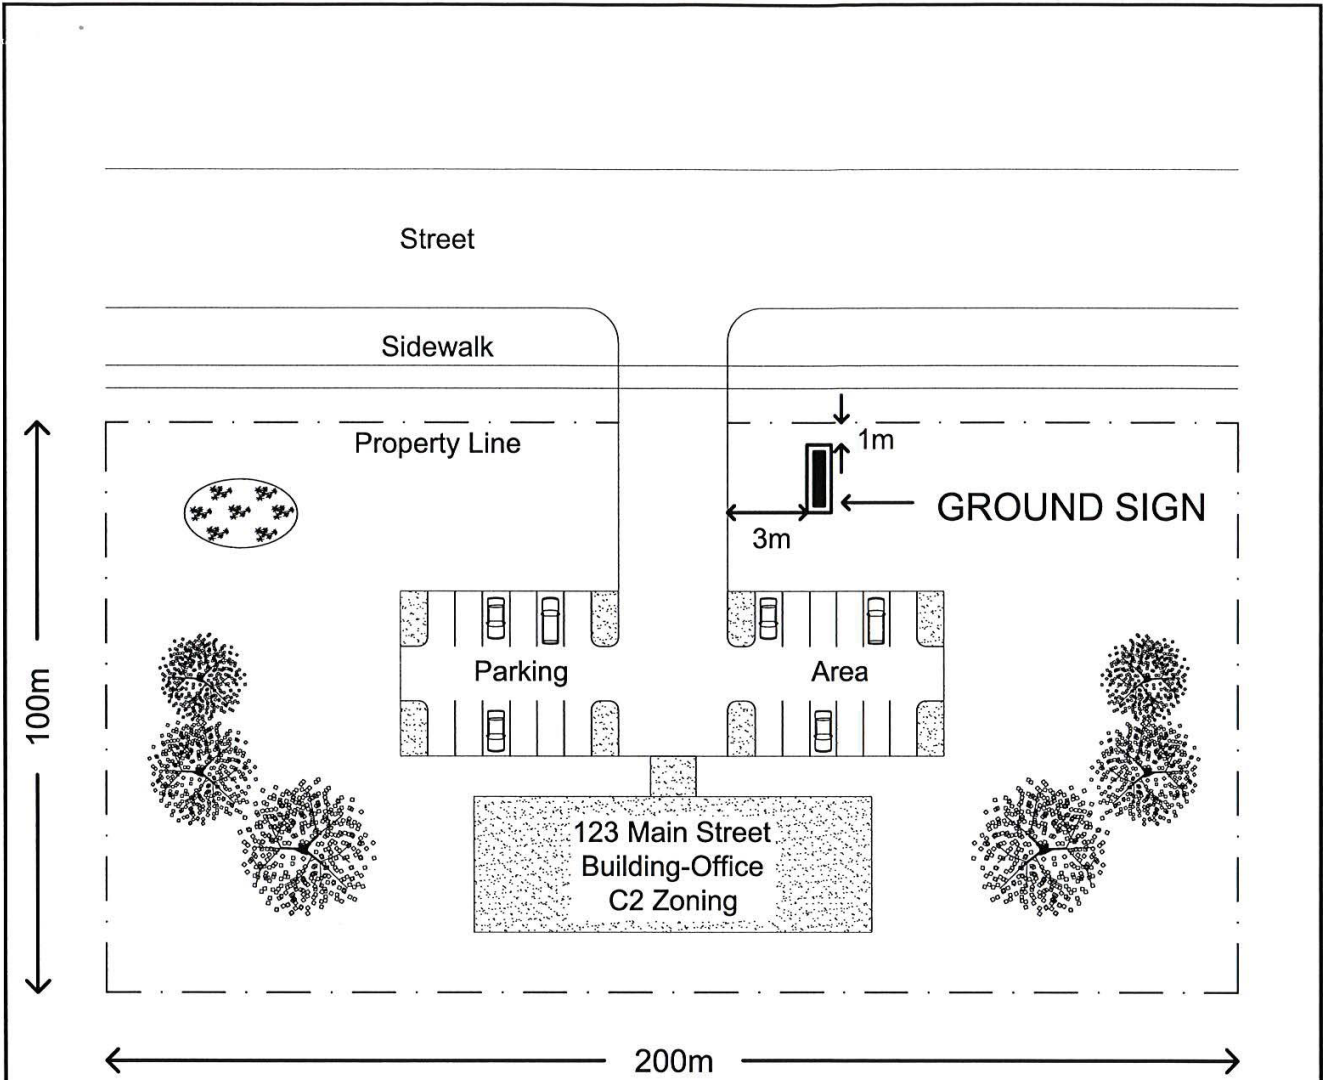 Street
Sidewalk
Property Line
1m
GROUND SIGN
3m
Parking
Area
100m
123 Main Street
Building-Office
C2 Zoning
200m